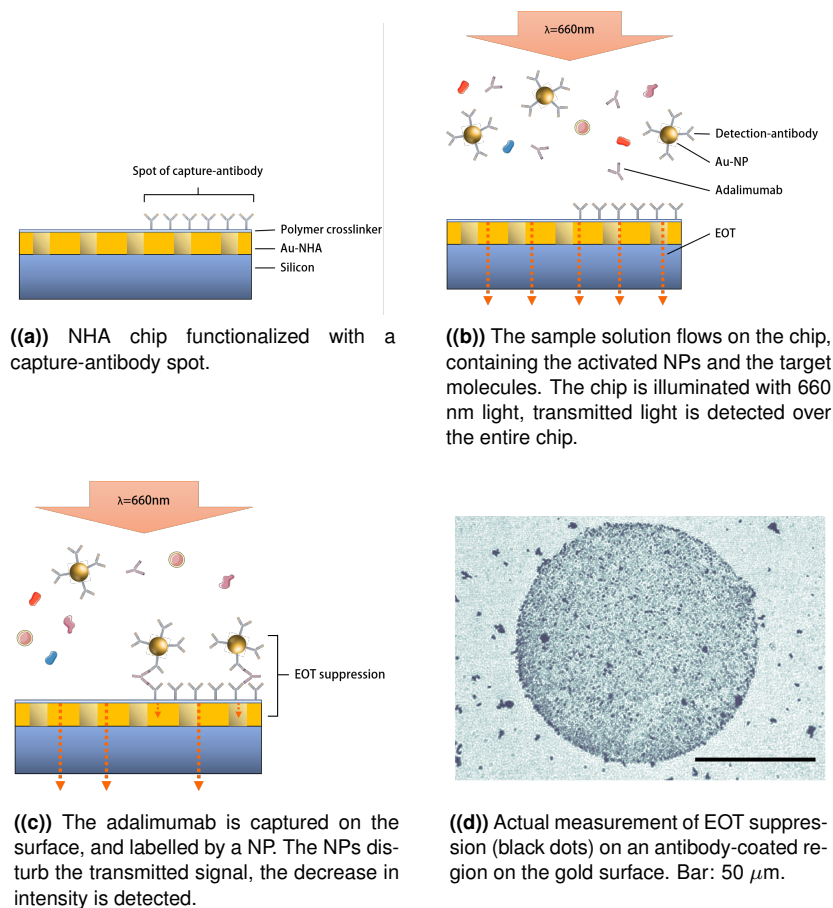 Spot of capture-antibody
Polymer crosslinker
Au-NHA
Silicon
((a)) NHA chip functionalized with a
capture-antibody spot.
λ=660nm
Detection-antibody
Au-NP
Adalimumab
EOT
((b)) The sample solution flows on the chip,
containing the activated NPs and the target
molecules. The chip is illuminated with 660
nm light, transmitted light is detected over
the entire chip.
λ=660nm
EOT suppression
((c)) The adalimumab is captured on the
surface, and labelled by a NP. The NPs dis-
turb the transmitted signal, the decrease in
intensity is detected.
((d)) Actual measurement of EOT suppres-
sion (black dots) on an antibody-coated re-
gion on the gold surface. Bar: 50 μm.